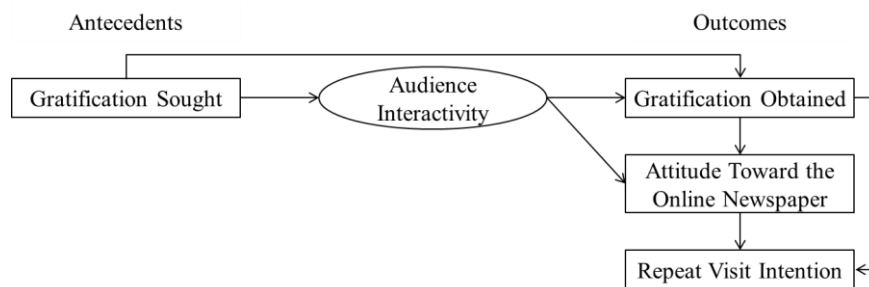 Antecedents
Outcomes
Gratification Sought
Audience
Interactivity
Gratification Obtained
Attitude Toward the
Online Newspaper
Repeat Visit Intention